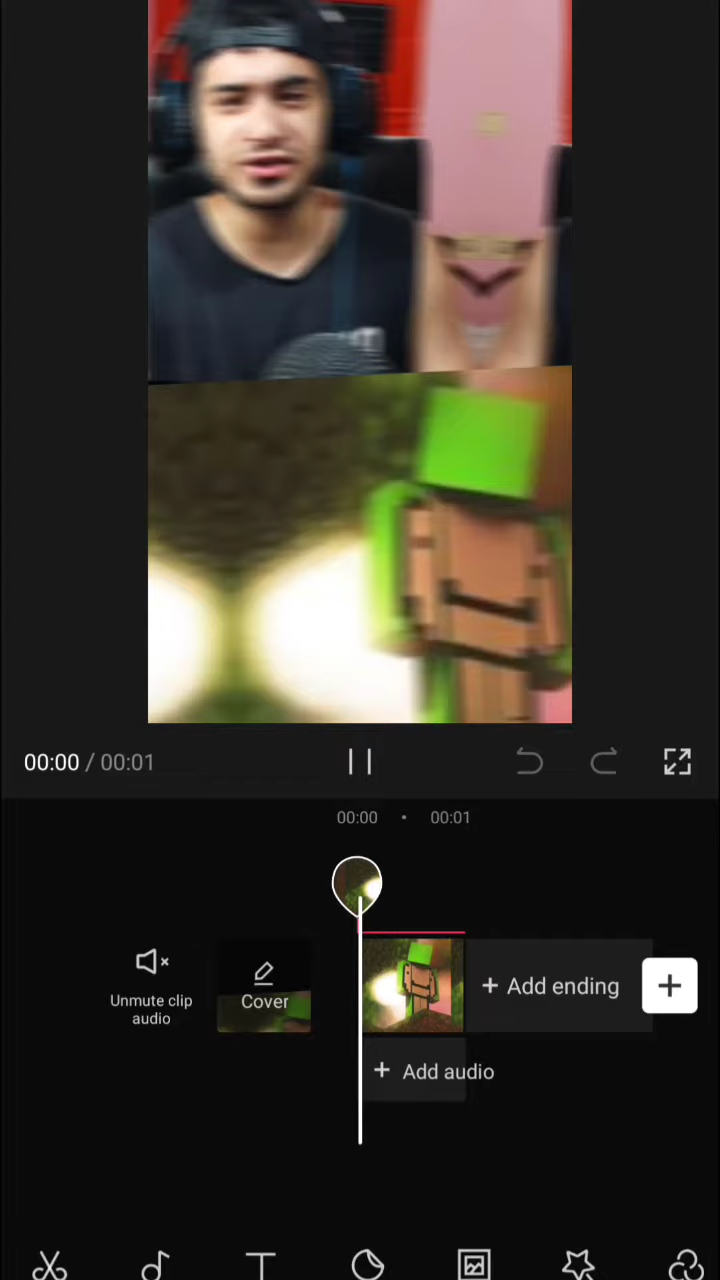 00:00 / 00:01
00:00 • 00:01
Unmute clip
audio
Cover
+ Add ending
+ Add audio